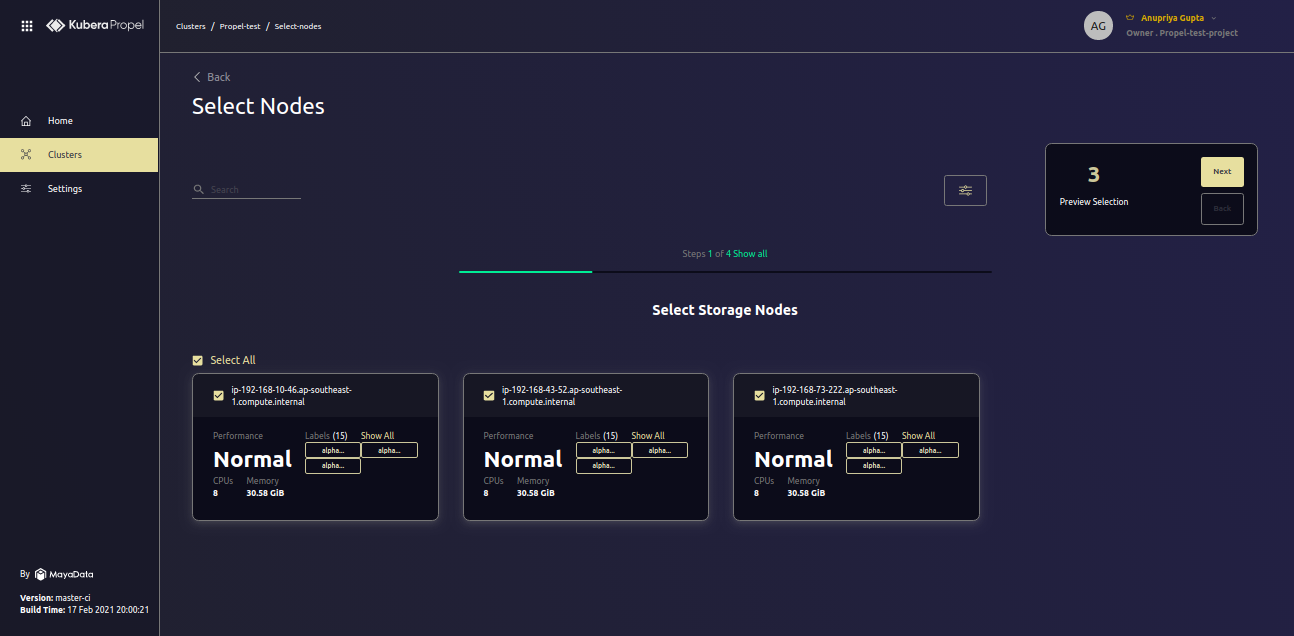 Kubera Propel
Clusters / Propel-test / Select-nodes
AG
Anupriya Gupta
Owner . Propel-test-project
Back
Select Nodes
Home
Clusters
Settings
Search
3
Preview Selection
Next
Back
Steps 1 of 4 Show all
Select Storage Nodes
Select All
ip-192-168-10-46.ap-southeast-
1.compute.internal
Performance
Normal
CPUs Memory
8 30.58 GiB
Labels (15) Show All
alpha... alpha...
alpha...
ip-192-168-43-52.ap-southeast-
1.compute.internal
Performance
Normal
CPUs Memory
8 30.58 GiB
Labels (15) Show All
alpha... alpha...
alpha...
ip-192-168-73-222.ap-southeast-
1.compute.internal
Performance
Normal
CPUs Memory
8 30.58 GiB
Labels (15) Show All
alpha... alpha...
alpha...
By MayaData
Version: master-ci
Build Time: 17 Feb 2021 20:00:21